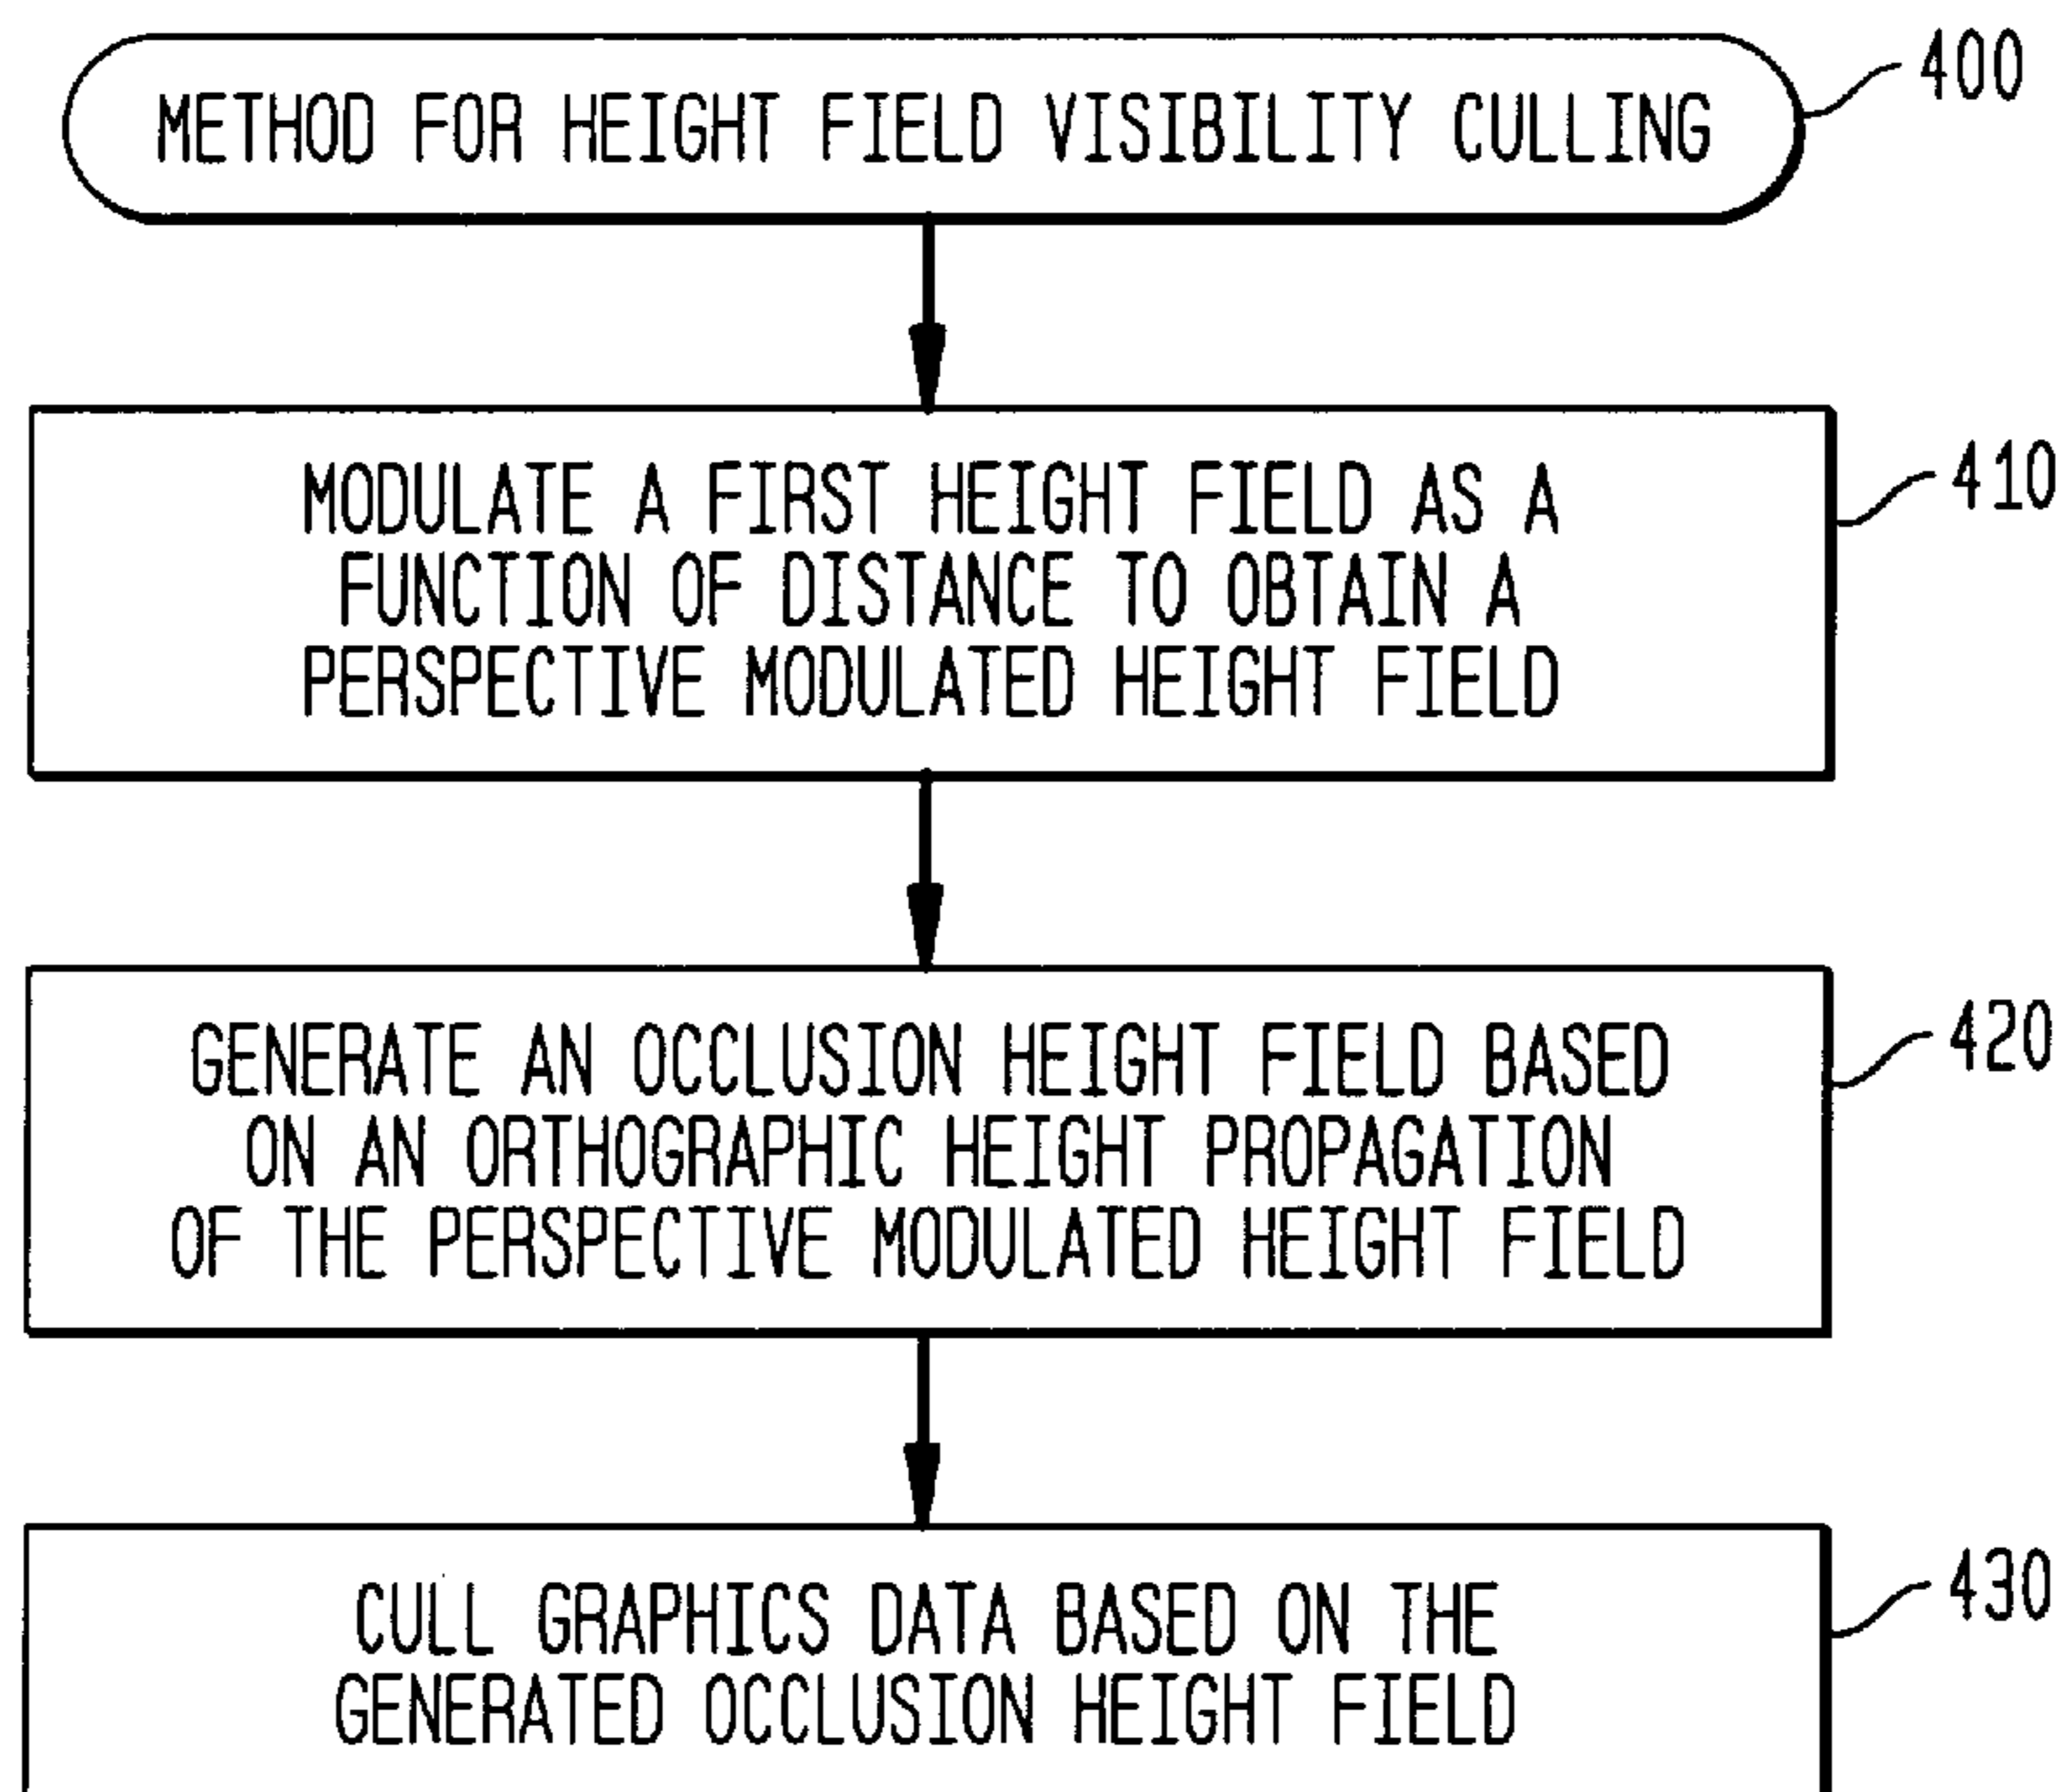 METHOD FOR HEIGHT FIELD VISIBILITY CULLING
400
MODULATE A FIRST HEIGHT FIELD AS A
FUNCTION OF DISTANCE TO OBTAIN A
PERSPECTIVE MODULATED HEIGHT FIELD
410
GENERATE AN OCCLUSION HEIGHT FIELD BASED
ON AN ORTHOGRAPHIC HEIGHT PROPAGATION
OF THE PERSPECTIVE MODULATED HEIGHT FIELD
420
CULL GRAPHICS DATA BASED ON THE
GENERATED OCCLUSION HEIGHT FIELD
430